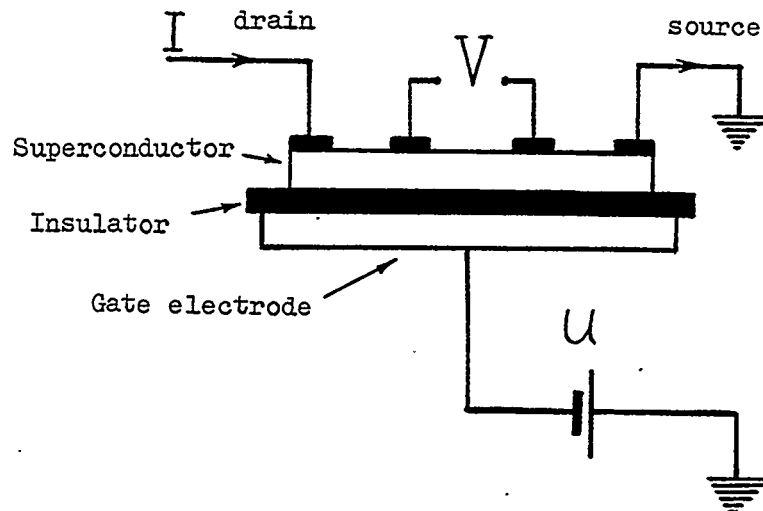 I drain
source
V
Superconductor
Insulator
Gate electrode
U